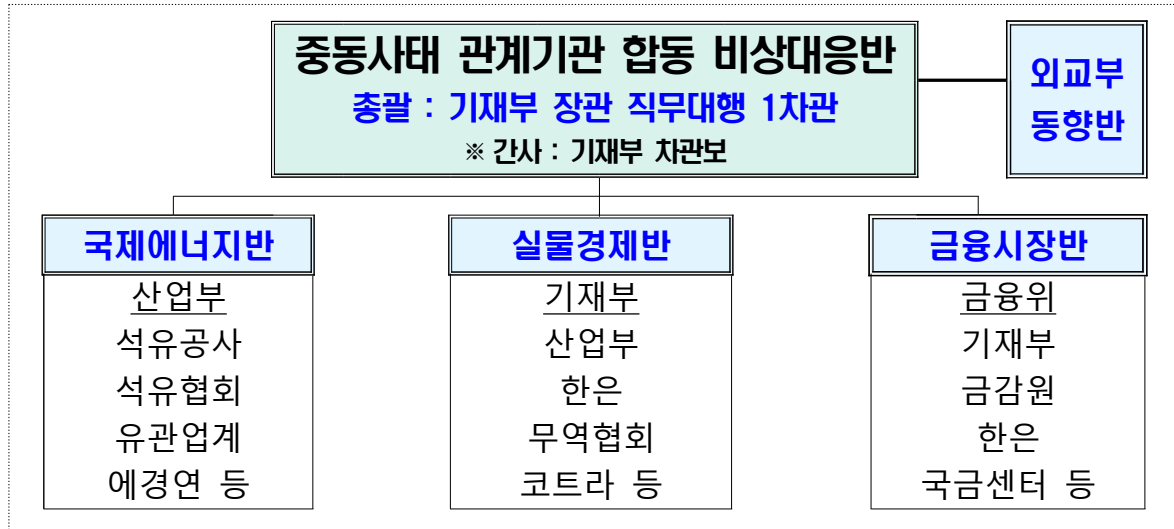 중동사태 관계기관 합동 비상대응반
총괄 : 기재부 장관 직무대행 1차관
※ 간사 : 기재부 차관보
외교부
동향반
국제에너지반
산업부
석유공사
석유협회
유관업계
에경연 등
실물경제반
기재부
산업부
한은
무역협회
코트라 등
금융시장반
금융위
기재부
금감원
한은
국금센터 등